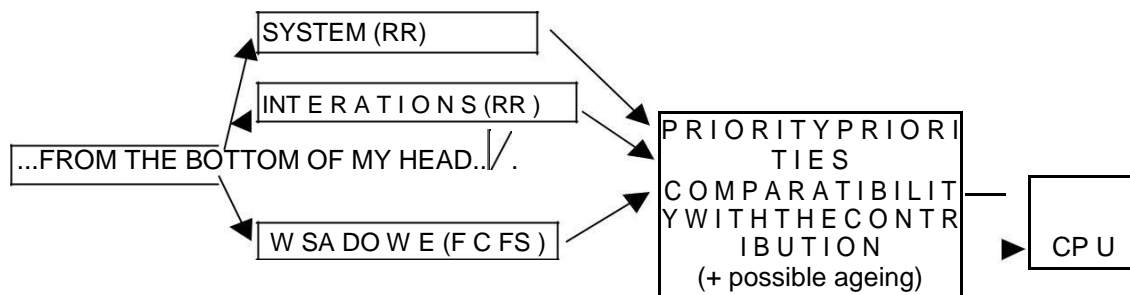 SYSTEM (RR)
INT E R A T I O N S (RR )
...FROM THE BOTTOM OF MY HEAD../ .
W SA DO W E (F C FS )
P R I O R I T Y P R I O R I
T I E S
C O M P A R A T I B I L I T
Y W I T H T H E C O N T R
I B U T I O N
(+ possible ageing)
CP U